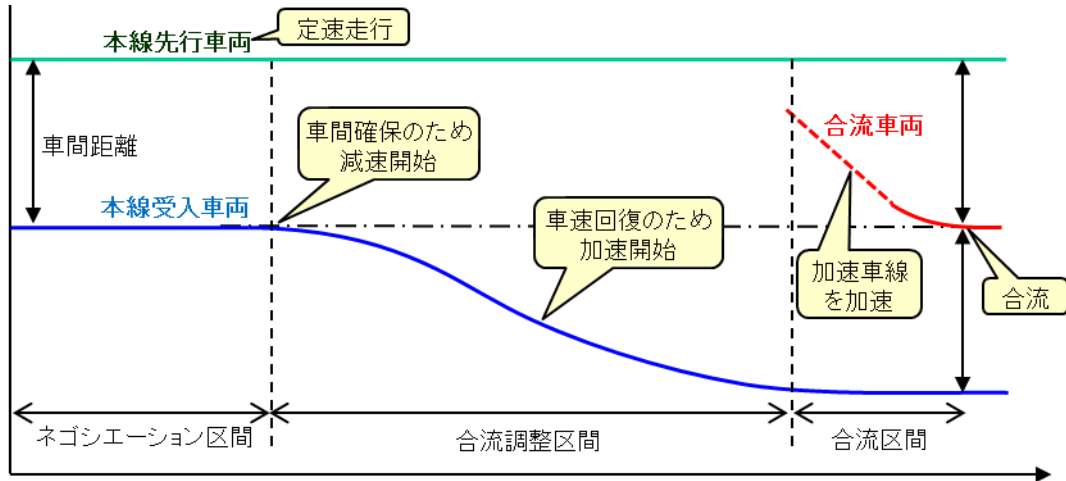 本線先行車両
定速走行
車間距離
車間確保のため
減速開始
合流車両
本線受入車両
車速回復のため
加速開始
加速車線
を加速
合流
ネゴシエーション区間
合流調整区間
合流区間